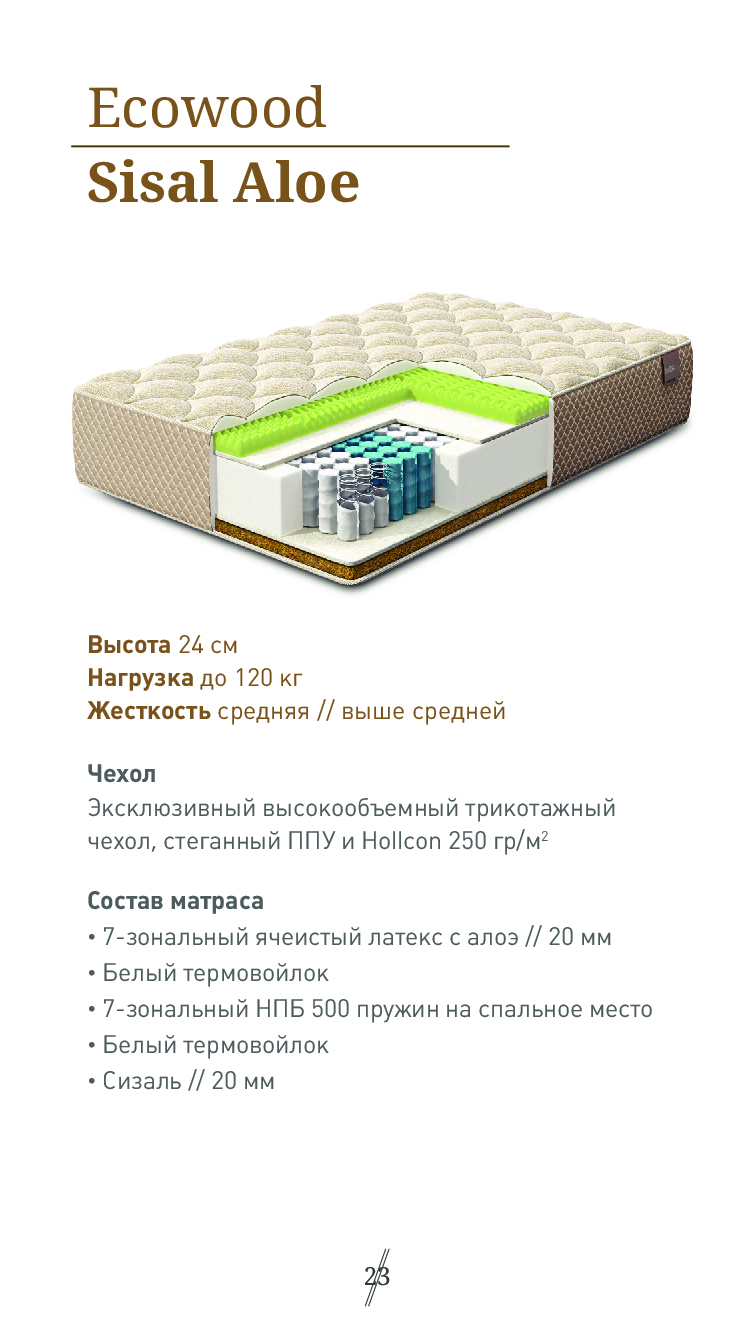 Ecowood
Sisal Aloe
Высота 24 см
Нагрузка до 120 кг
Жесткость средняя // выше средней
Чехол
Эксклюзивный высокообъемный трикотажный
чехол, стеганный ППУ и Hollcon 250 гр/м²
Состав матраса
• 7-зональный ячеистый латекс с алоэ // 20 мм
• Белый термовойлок
• 7-зональный НПБ 500 пружин на спальное место
• Белый термовойлок
• Сизаль // 20 мм
23